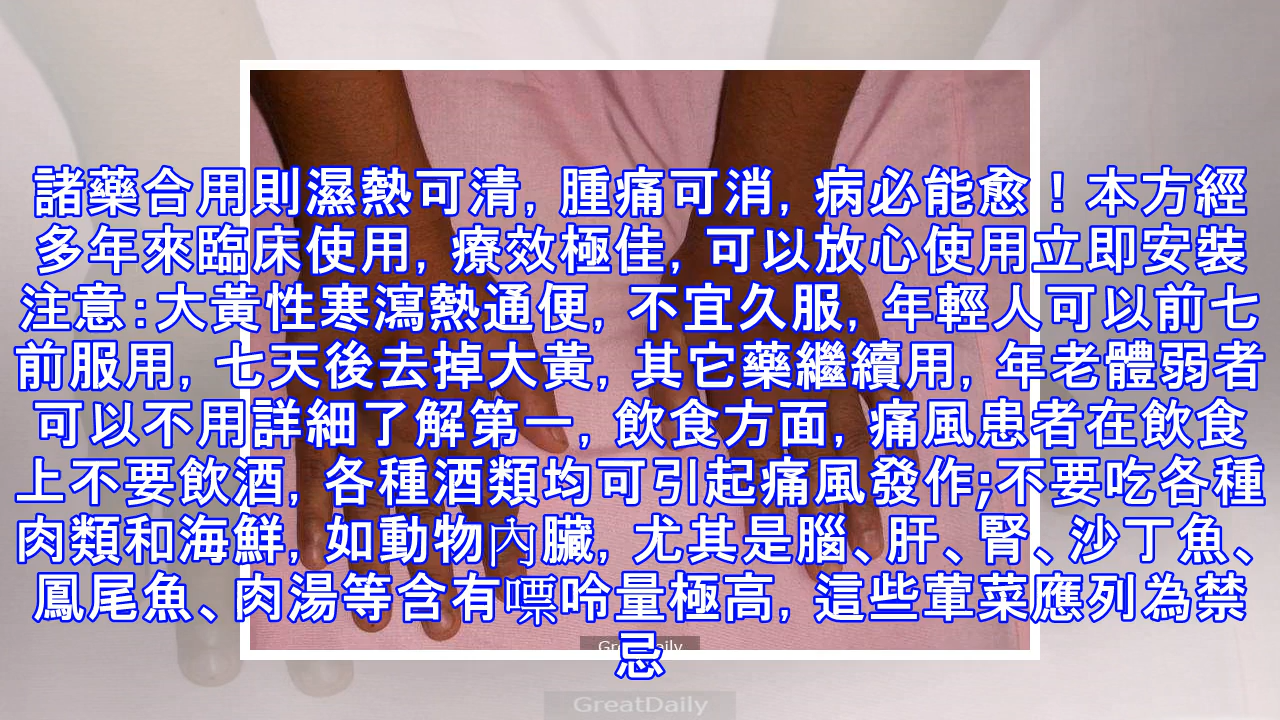 諸藥合用則濕熱可清, 腫痛可消, 病必能愈！本方經
多年來臨床使用, 療效極佳, 可以放心使用立即安裝
注意:大黃性寒瀉熱通便, 不宜久服, 年輕人可以前七
前服用, 七天後去掉大黃, 其它藥繼續用, 年老體弱者
可以不用詳細了解第一, 飲食方面, 痛風患者在飲食
上不要飲酒, 各種酒類均可引起痛風發作;不要吃各種
肉類和海鮮, 如動物內臟, 尤其是腦、肝、腎、沙丁魚、
鳳尾魚、肉湯等含有嘌呤量極高, 這些葷菜應列為禁
忌
GreatDaily